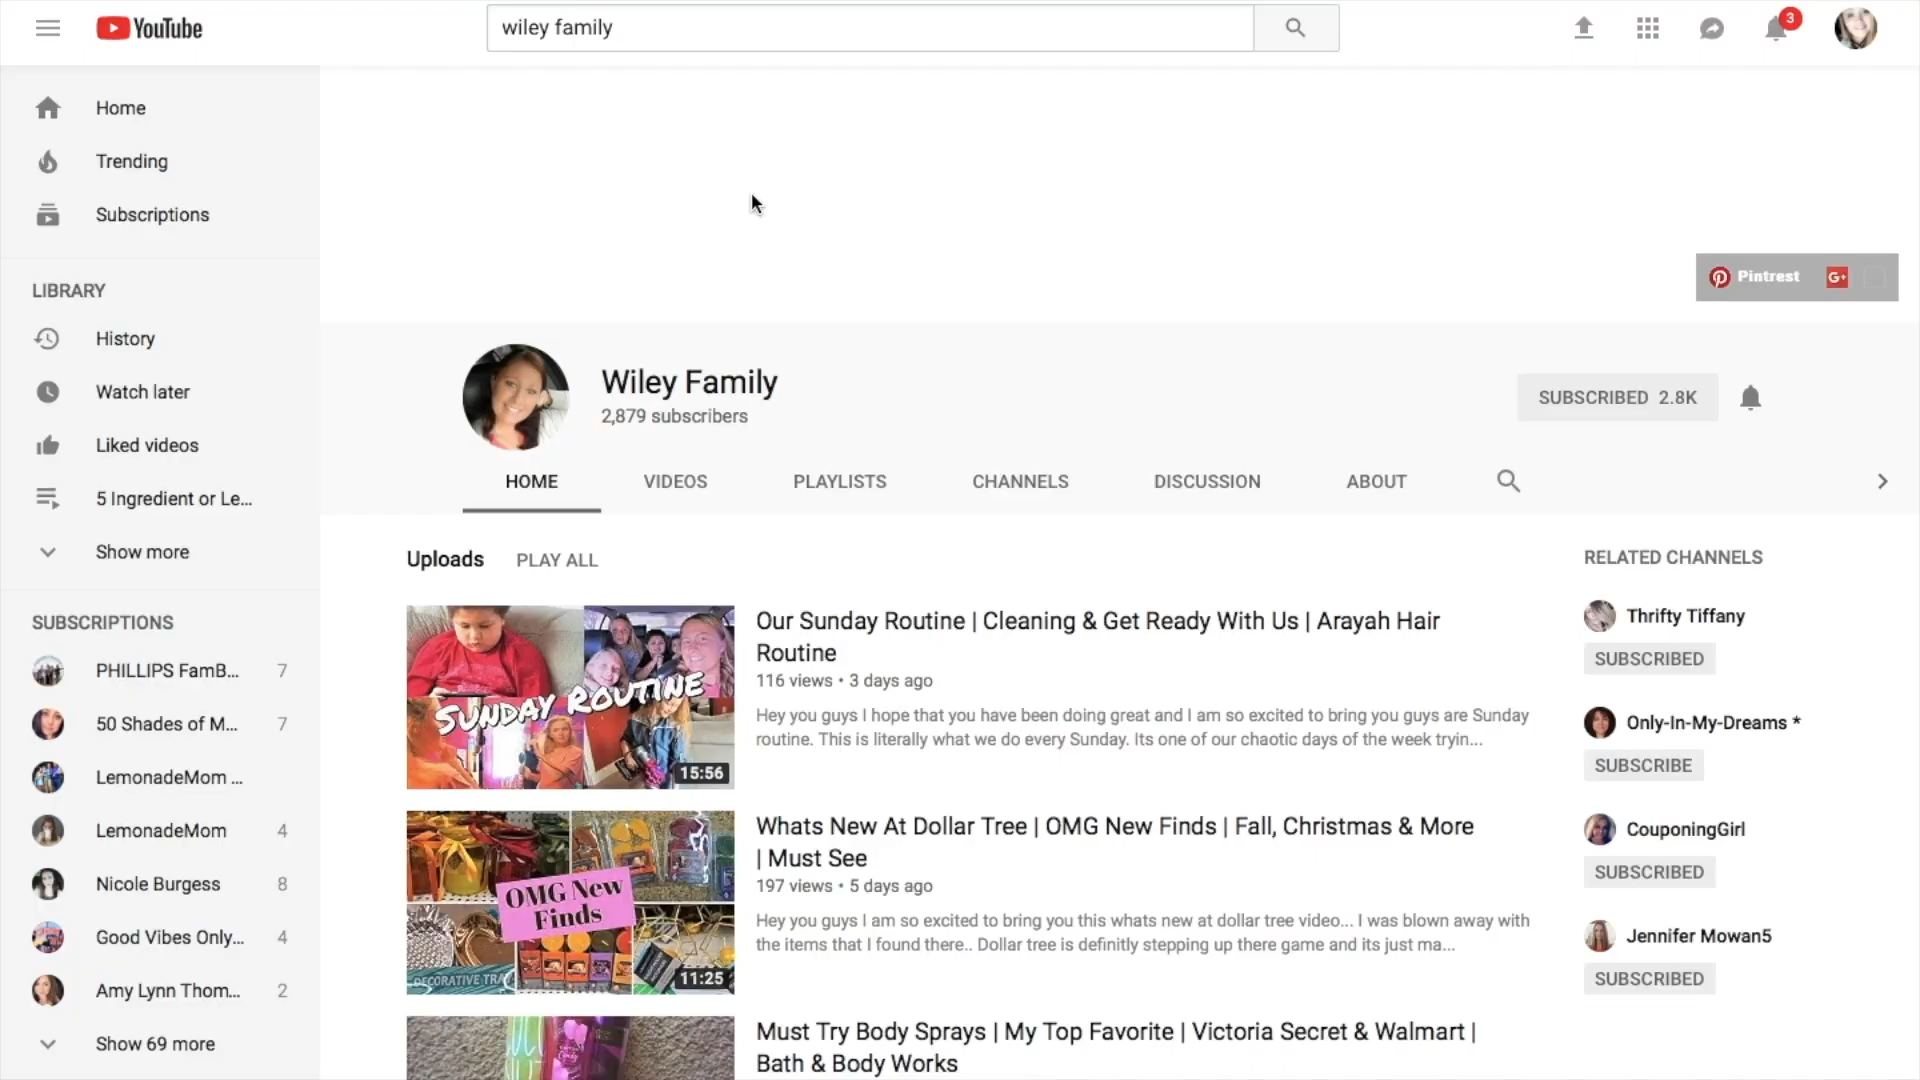 YouTube
wiley family
3
Home
Trending
Subscriptions
LIBRARY
History
Watch later
Liked videos
5 Ingredient or Le...
Show more
SUBSCRIPTIONS
PHILLIPS FamB... 7
50 Shades of M... 7
LemonadeMom ...
LemonadeMom 4
Nicole Burgess 8
Good Vibes Only... 4
Amy Lynn Thom... 2
Show 69 more
Pintrest G+
Wiley Family
2,879 subscribers
SUBSCRIBED 2.8K
HOME VIDEOS PLAYLISTS CHANNELS DISCUSSION ABOUT
Uploads PLAY ALL
SUNDAY ROUTINE
15:56
Our Sunday Routine | Cleaning & Get Ready With Us | Arayah Hair
Routine
116 views • 3 days ago
Hey you guys I hope that you have been doing great and I am so excited to bring you guys are Sunday
routine. This is literally what we do every Sunday. Its one of our chaotic days of the week tryin...
OMG New
Finds
DECORATIVE TRA
11:25
Whats New At Dollar Tree | OMG New Finds | Fall, Christmas & More
| Must See
197 views • 5 days ago
Hey you guys I am so excited to bring you this whats new at dollar tree video... I was blown away with
the items that I found there.. Dollar tree is definitly stepping up there game and its just ma...
Must Try Body Sprays | My Top Favorite | Victoria Secret & Walmart |
Bath & Body Works
RELATED CHANNELS
Thrifty Tiffany
SUBSCRIBED
Only-In-My-Dreams *
SUBSCRIBE
CouponingGirl
SUBSCRIBED
Jennifer Mowan5
SUBSCRIBED